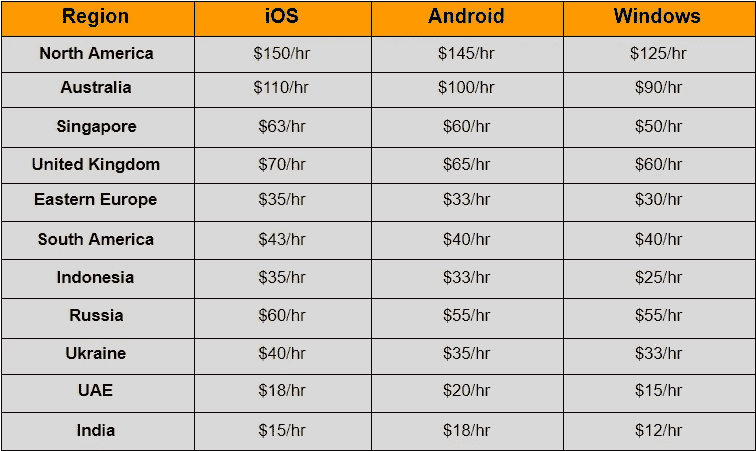 Region iOS Android Windows
North America $150/hr $145/hr $125/hr
Australia $110/hr $100/hr $90/hr
Singapore $63/hr $60/hr $50/hr
United Kingdom $70/hr $65/hr $60/hr
Eastern Europe $35/hr $33/hr $30/hr
South America $43/hr $40/hr $40/hr
Indonesia $35/hr $33/hr $25/hr
Russia $60/hr $55/hr $55/hr
Ukraine $40/hr $35/hr $33/hr
UAE $18/hr $20/hr $15/hr
India $15/hr $18/hr $12/hr